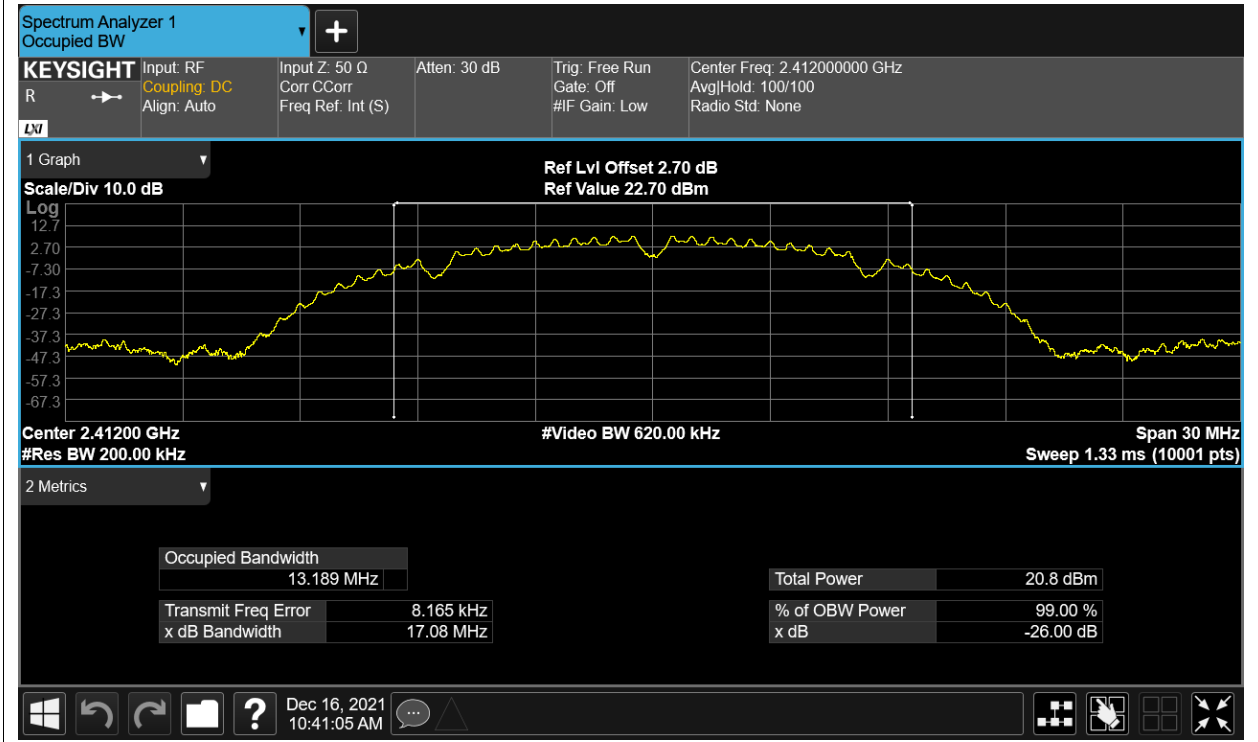 Spectrum Analyzer 1
Occupied BW
KEYSIGHT
R
LXI
Input: RF
Coupling: DC
Align: Auto
Input Z: 50 Ω
Corr CCorr
Freq Ref: Int (S)
Atten: 30 dB
Trig: Free Run
Gate: Off
#IF Gain: Low
Center Freq: 2.412000000 GHz
Avg|Hold: 100/100
Radio Std: None
1 Graph
Scale/Div 10.0 dB
Ref Lvl Offset 2.70 dB
Ref Value 22.70 dBm
Log
12.7
2.70
-7.30
-17.3
-27.3
-37.3
-47.3
-57.3
-67.3
Center 2.41200 GHz
#Video BW 620.00 kHz
Span 30 MHz
#Res BW 200.00 kHz
Sweep 1.33 ms (10001 pts)
2 Metrics
Occupied Bandwidth
13.189 MHz
Total Power 20.8 dBm
Transmit Freq Error 8.165 kHz
% of OBW Power 99.00 %
x dB Bandwidth 17.08 MHz
x dB -26.00 dB
?
Dec 16, 2021
10:41:05 AM